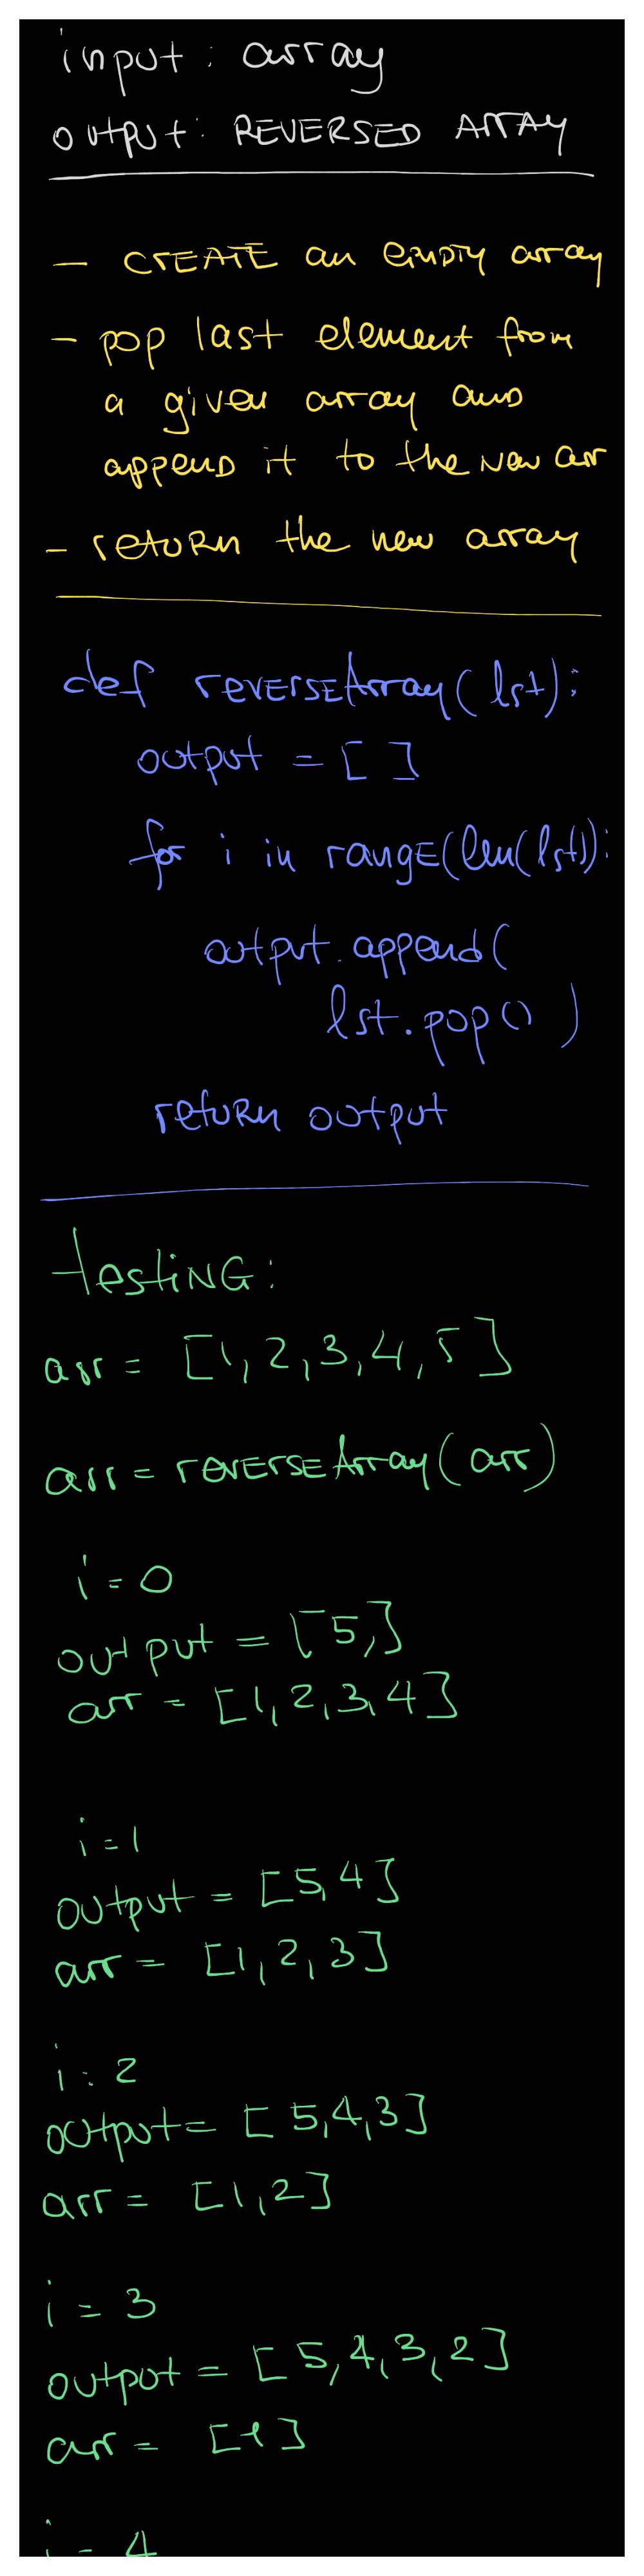 input: array
output: REVERSED ARRAY
- CREATE an EMPTY array
- pop last element from
a given array AND
appenD it to the New arr
- retURn the new array
def reVERSEArray(lst):
output = []
for i in rangE(len(lst)):
output.append(
lst.pop())
retuRn output
testiNG:
arr = [1,2,3,4,5]
arr = reVERSEArray(arr)
i = 0
output = [5,]
arr = [1,2,3,4]
i = 1
output = [5,4]
arr = [1,2,3]
i: 2
output = [5,4,3]
arr = [1,2]
i = 3
output = [5,4,3,2]
arr = [1]
i = 4